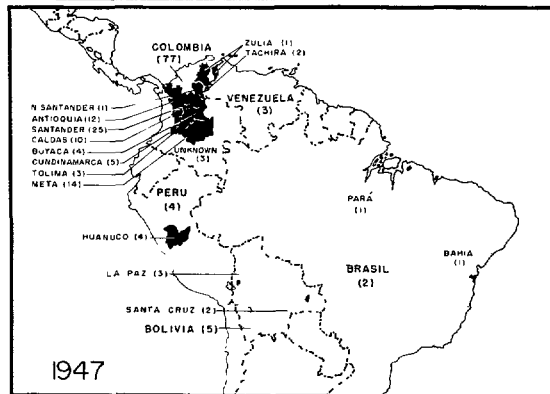 COLOMBIA
(77)
ZULIA (1)
TACHIRA (2)
N SANTANDER (1)
ANTIOQUIA (12)
SANTANDER (25)
CALDAS (10)
BUTACA (4)
CUNDINAMARCA (5)
TOLINA (3)
META (14)
VENEZUELA
(3)
UNKNOWN
(3)
PERU
(4)
HUANUCO (4)
LA PAZ (3)
SANTA CRUZ (2)
BOLIVIA (5)
PARÁ
(1)
BAHIA
(1)
BRASIL
(2)
1947